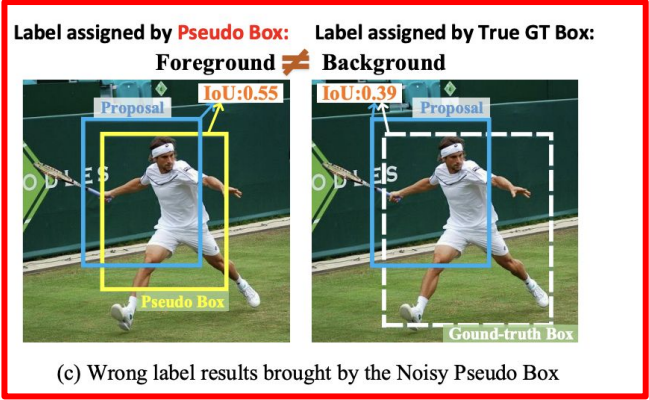 Label assigned by Pseudo Box: Label assigned by True GT Box:
Foreground ≠ Background
IoU:0.55
Proposal
Pseudo Box
IoU:0.39
Proposal
Gound-truth Box
(c) Wrong label results brought by the Noisy Pseudo Box